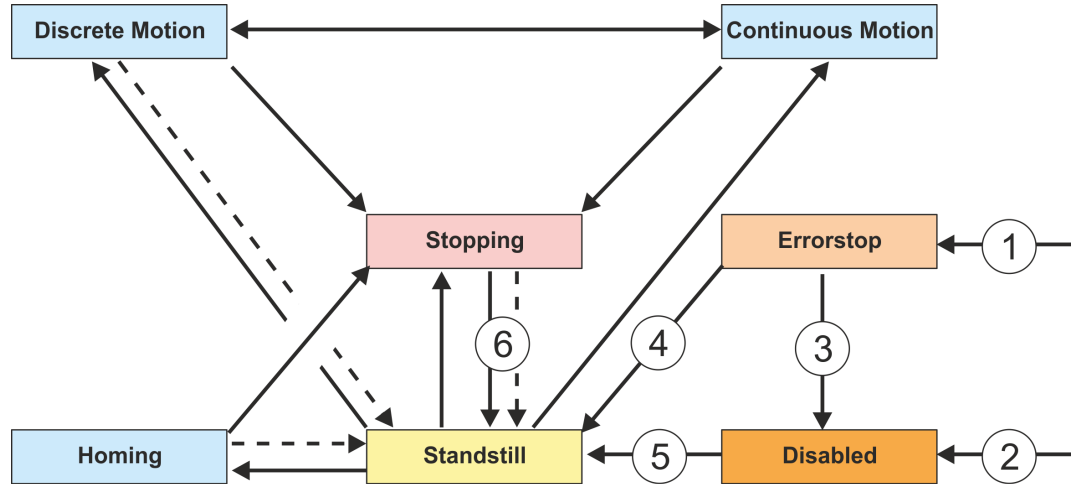 Discrete Motion
Continuous Motion
Stopping
Errorstop
1
6
4
3
Homing
Standstill
5
Disabled
2